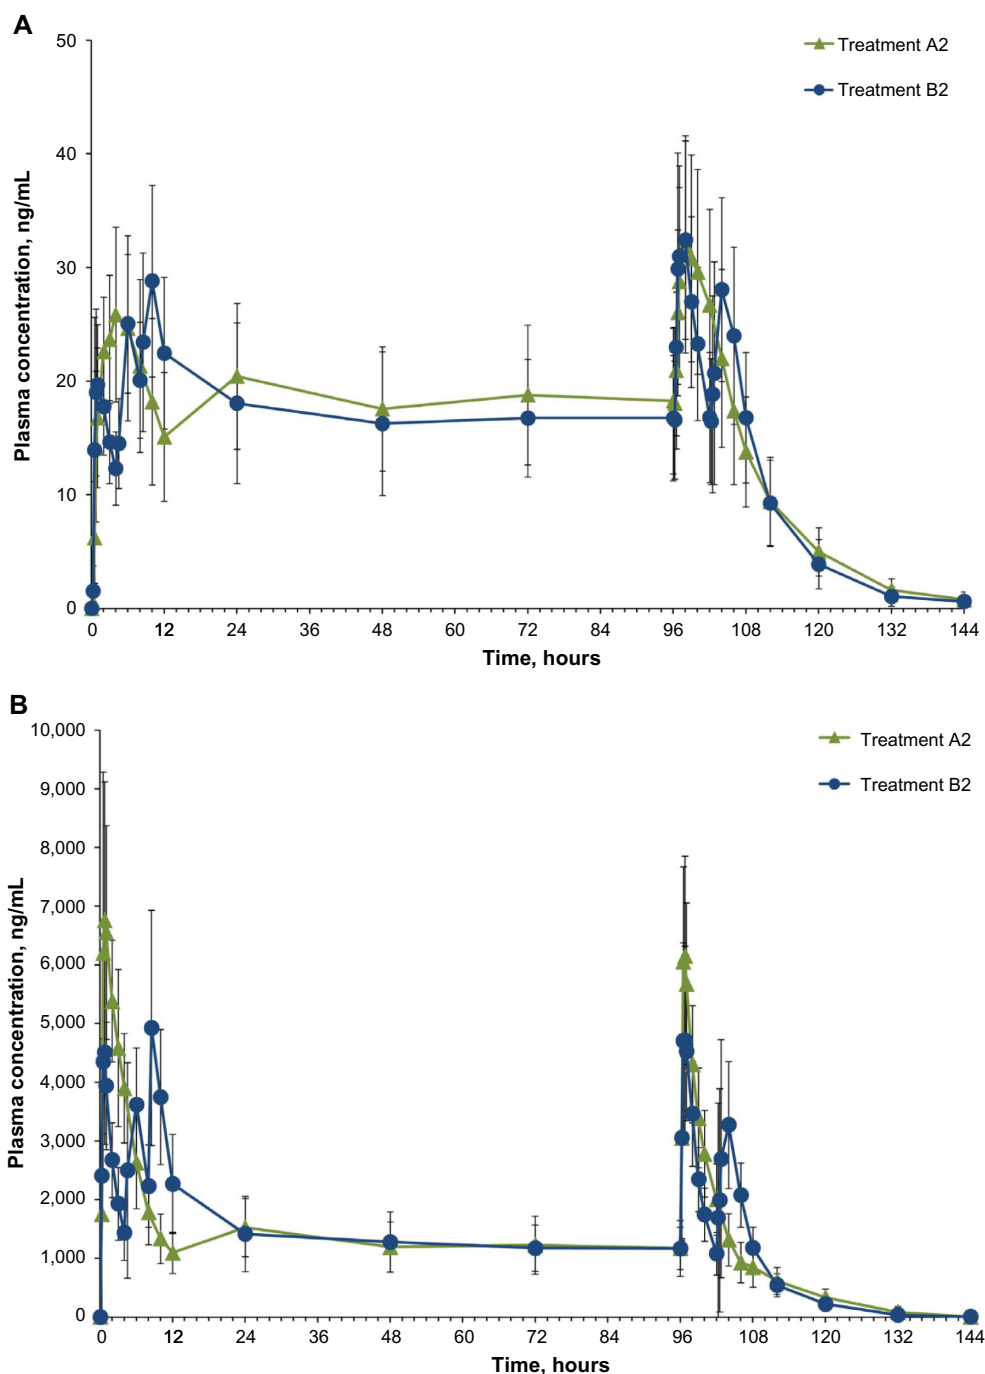 A
Plasma concentration, ng/mL
50
40
30
20
10
0
Treatment A2
Treatment B2
0 12 24 36 48 60 72 84 96 108 120 132 144
Time, hours
B
Plasma concentration, ng/mL
10,000
9,000
8,000
7,000
6,000
5,000
4,000
3,000
2,000
1,000
0
Treatment A2
Treatment B2
0 12 24 36 48 60 72 84 96 108 120 132 144
Time, hours